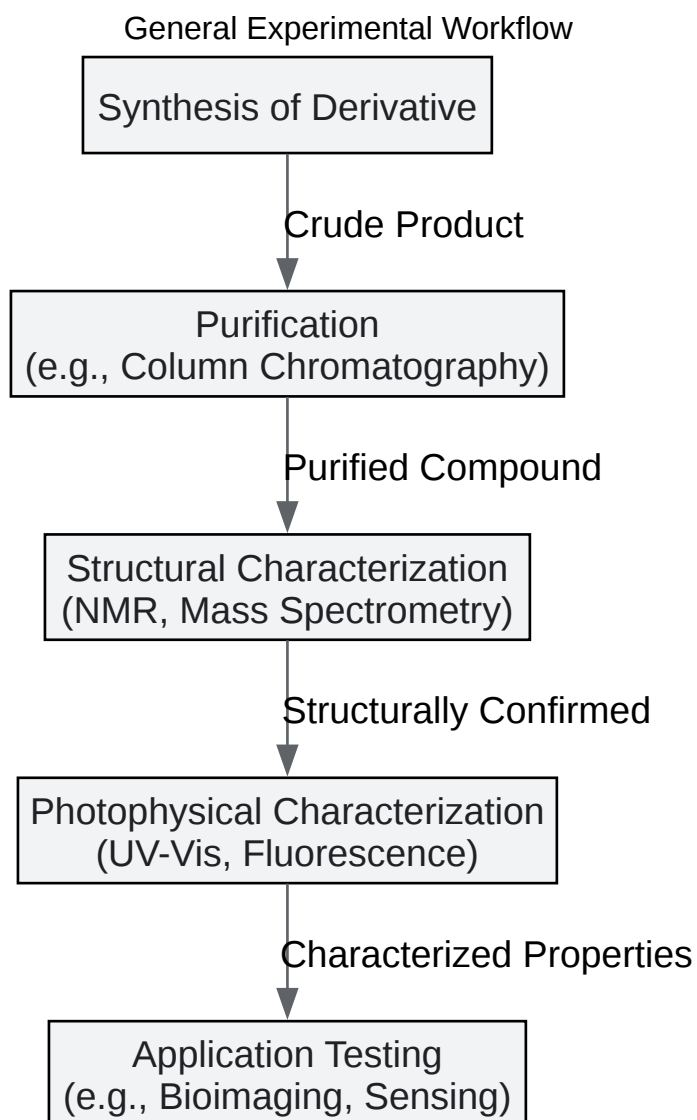 General Experimental Workflow
Synthesis of Derivative
Crude Product
Purification
(e.g., Column Chromatography)
Purified Compound
Structural Characterization
(NMR, Mass Spectrometry)
Structurally Confirmed
Photophysical Characterization
(UV-Vis, Fluorescence)
Characterized Properties
Application Testing
(e.g., Bioimaging, Sensing)